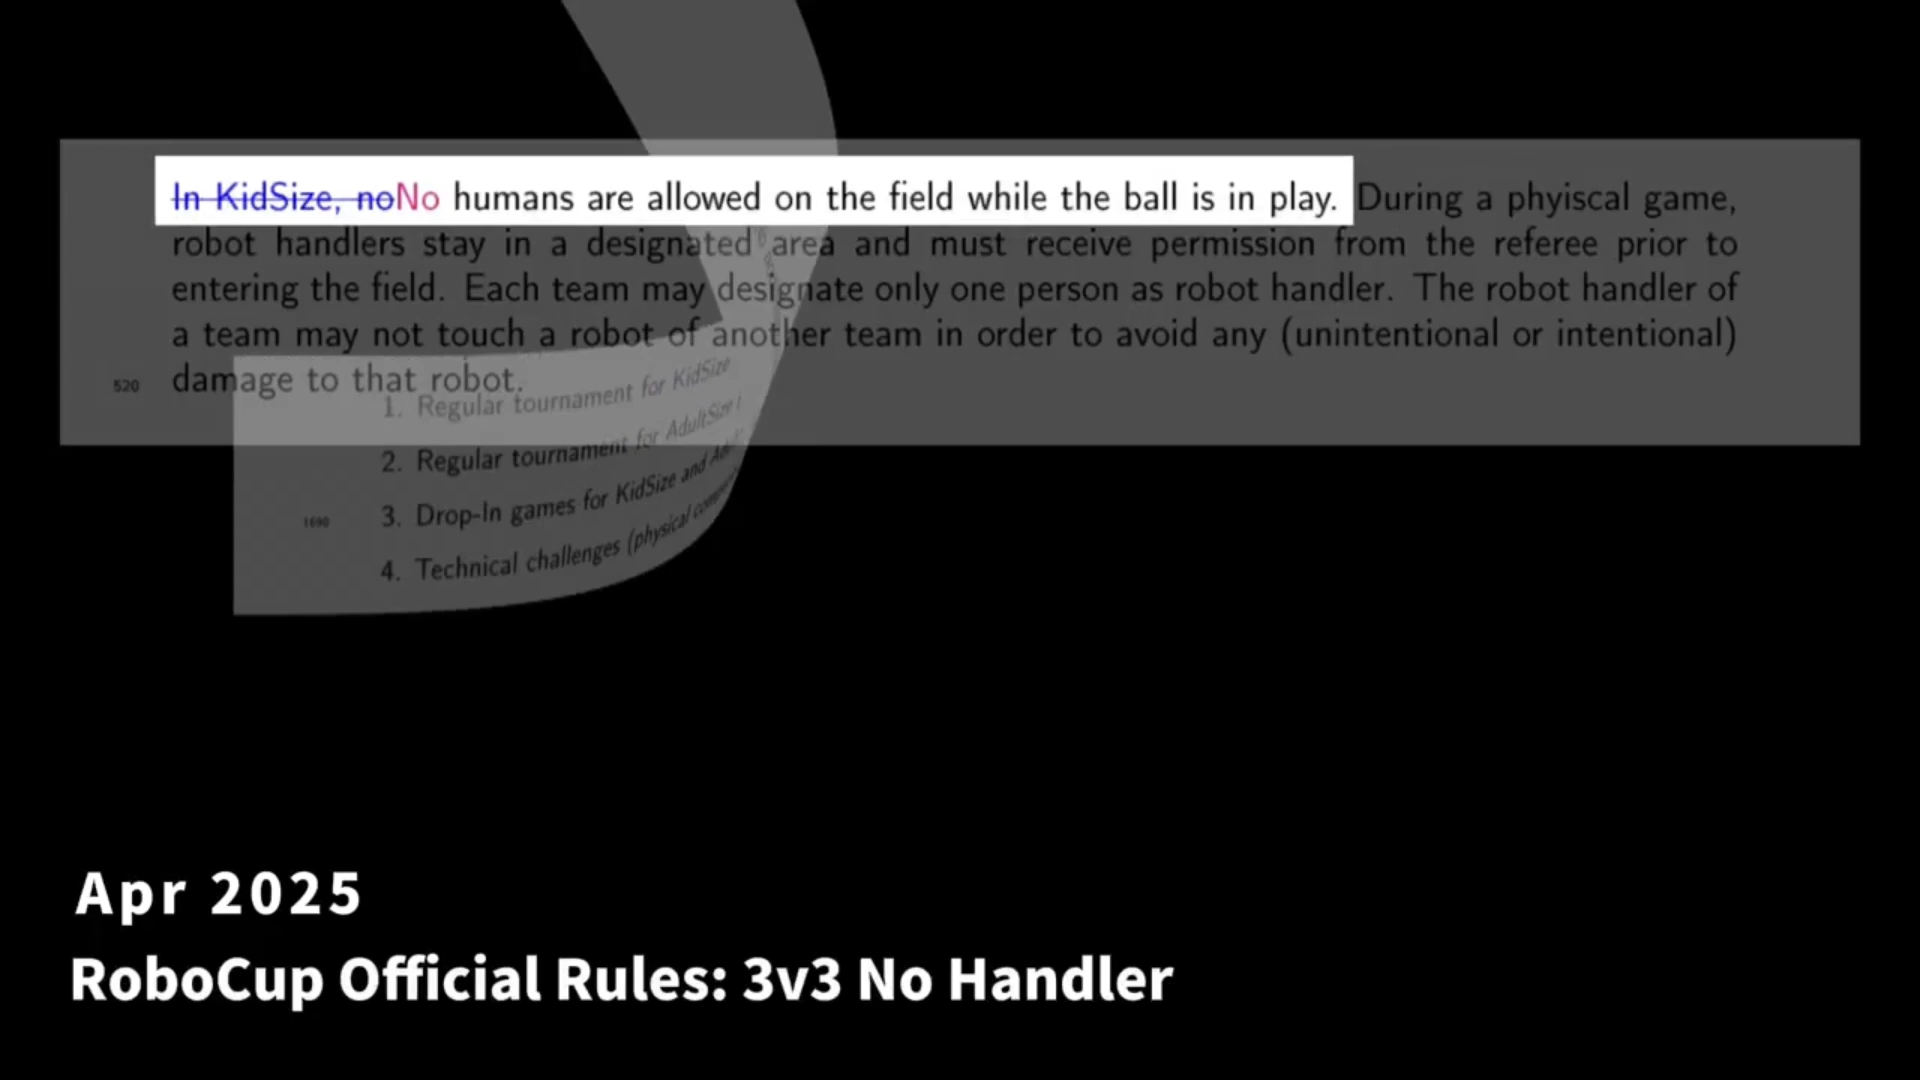 In KidSize, noNo humans are allowed on the field while the ball is in play. During a phyiscal game,
robot handlers stay in a designated area and must receive permission from the referee prior to
entering the field. Each team may designate only one person as robot handler. The robot handler of
a team may not touch a robot of another team in order to avoid any (unintentional or intentional)
520 damage to that robot.
1. Regular tournament for KidSize
2. Regular tournament for AdultSize
1690 3. Drop-In games for KidSize and
4. Technical challenges (physical
Apr 2025
RoboCup Official Rules: 3v3 No Handler